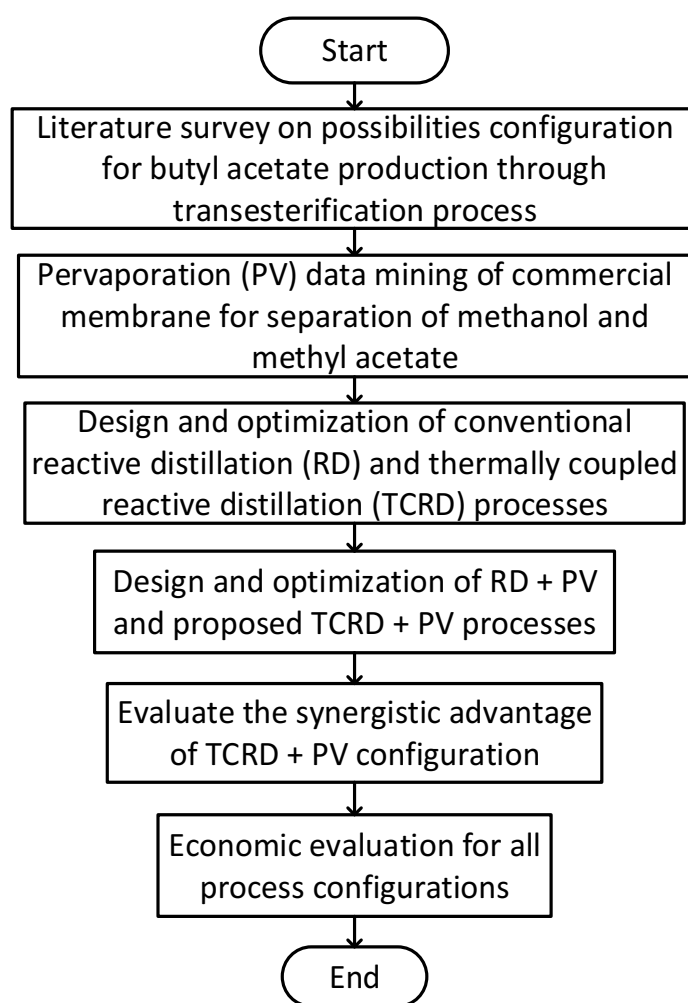 Start
Literature survey on possibilities configuration
for butyl acetate production through
transesterification process
Pervaporation (PV) data mining of commercial
membrane for separation of methanol and
methyl acetate
Design and optimization of conventional
reactive distillation (RD) and thermally coupled
reactive distillation (TCRD) processes
Design and optimization of RD + PV
and proposed TCRD + PV processes
Evaluate the synergistic advantage
of TCRD + PV configuration
Economic evaluation for all
process configurations
End